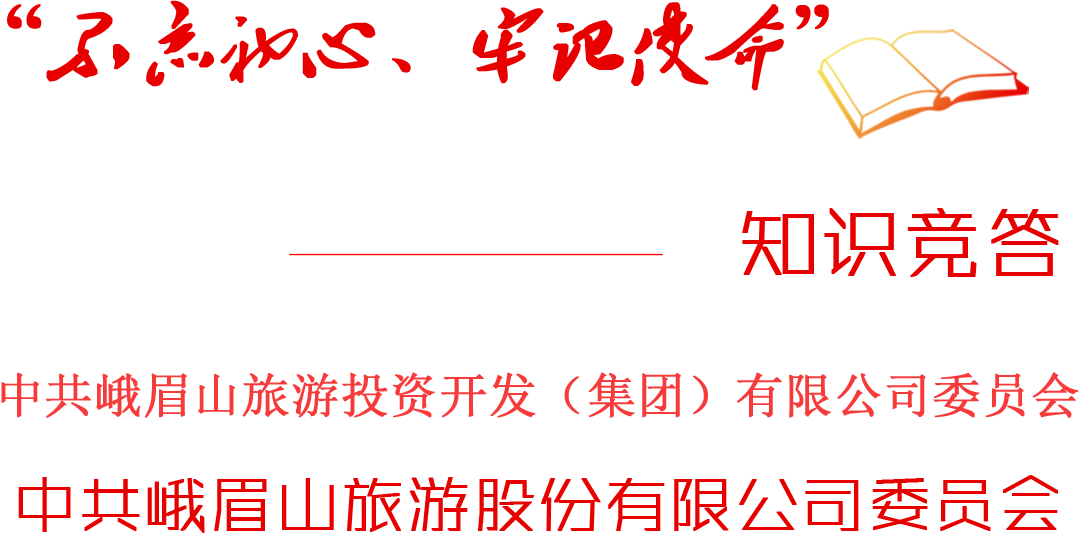 “不忘初心、牢记使命”
知识竞答
中共峨眉山旅游投资开发（集团）有限公司委员会
中共峨眉山旅游股份有限公司委员会